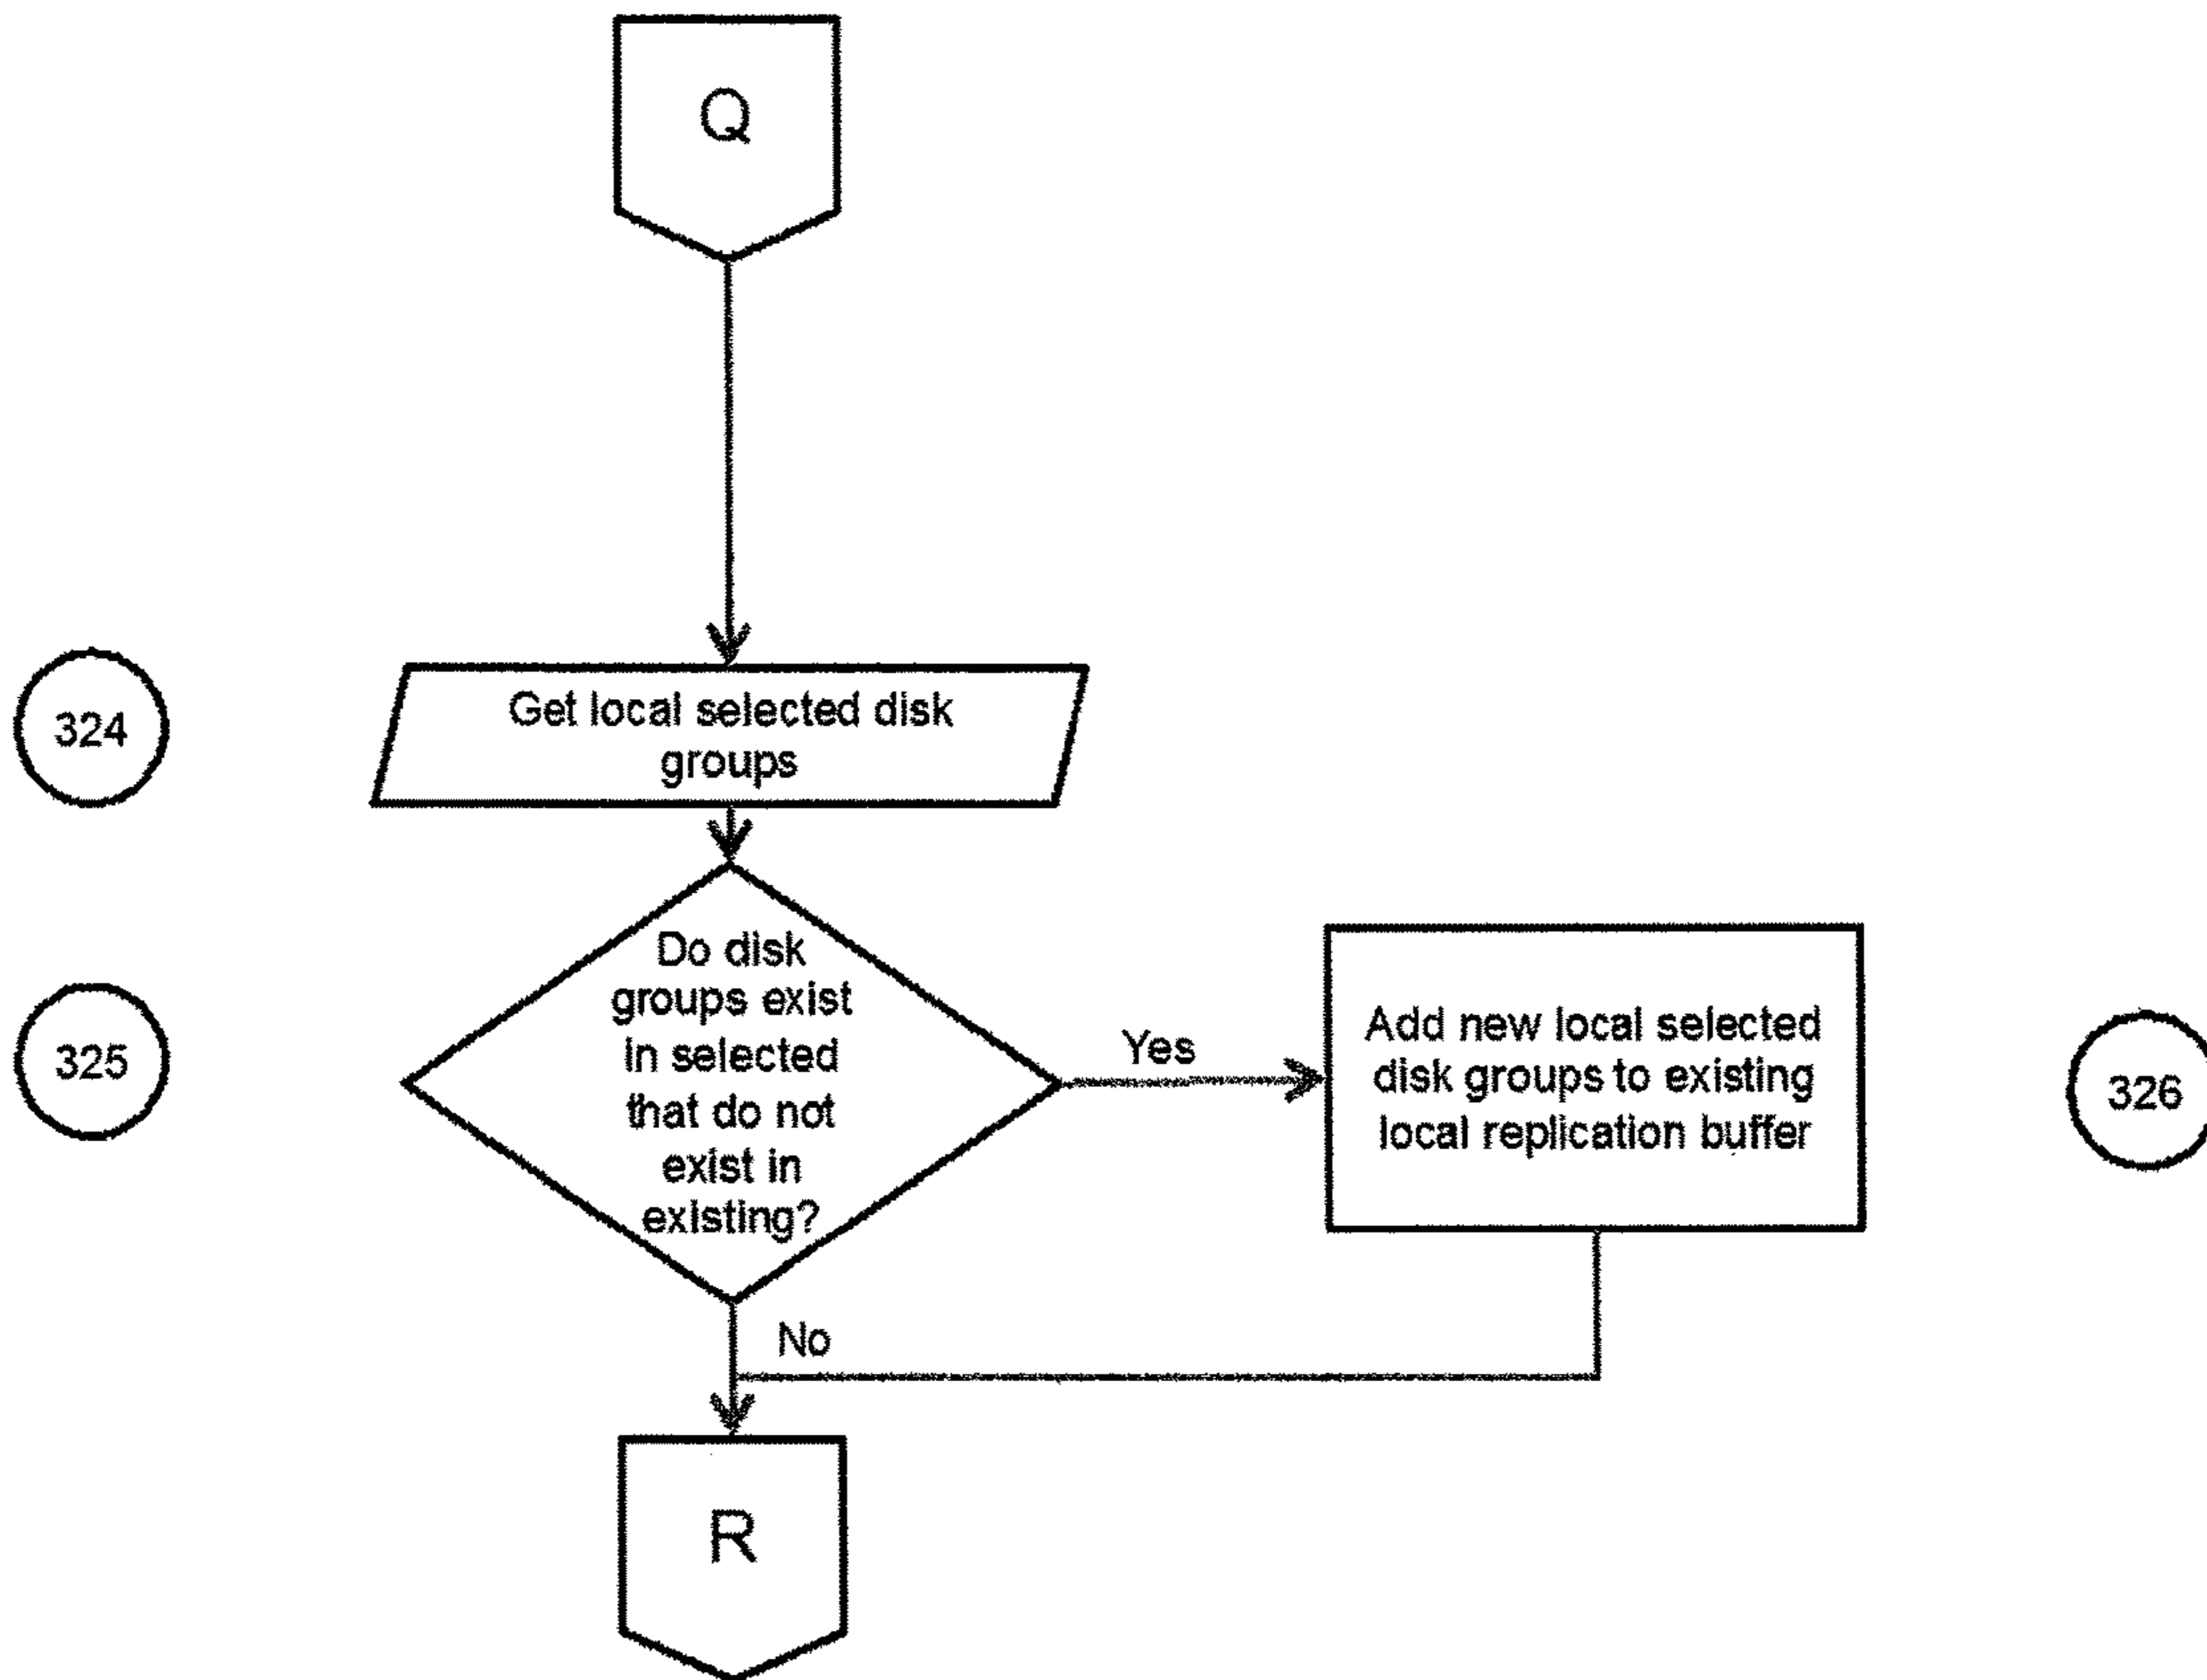 Q
324
Get local selected disk
groups
325
Do disk
groups exist
in selected
that do not
exist in
existing?
Yes
Add new local selected
disk groups to existing
local replication buffer
326
No
R